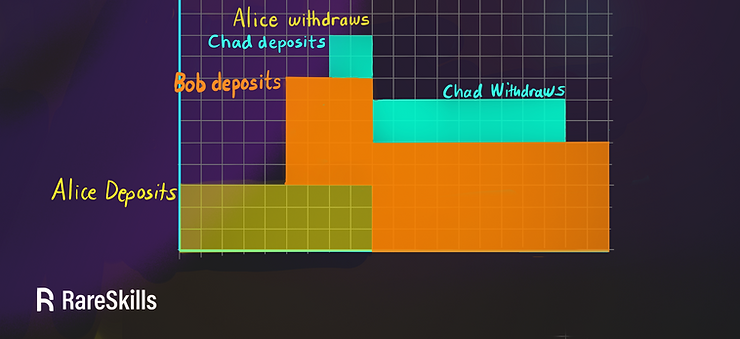 Alice withdraws
Chad deposits
Bob deposits
Chad Withdraws
Alice Deposits
RareSkills